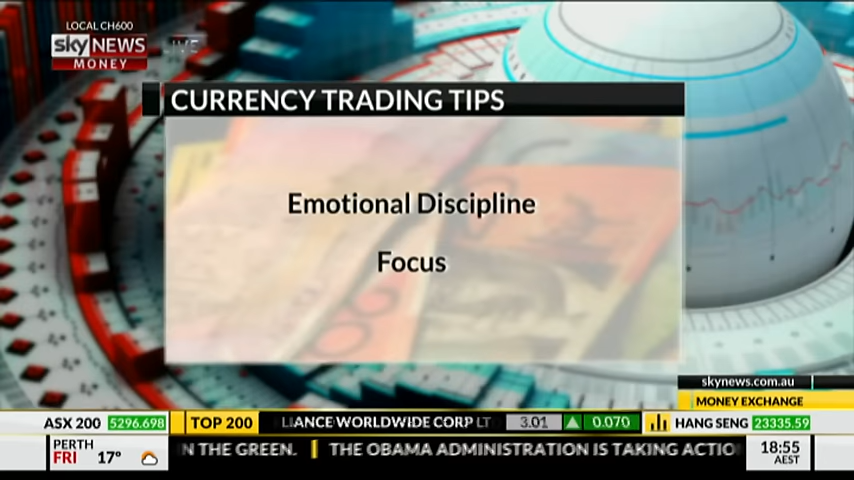 LOCAL CH600
sky NEWS
LIVE
MONEY
CURRENCY TRADING TIPS
Emotional Discipline
Focus
skynews.com.au
MONEY EXCHANGE
ASX 200 5296.698 TOP 200 LIANCE WORLDWIDE CORP LT 3.01 0.070 HANG SENG 23335.59
PERTH
FRI 17°
N THE GREEN. THE OBAMA ADMINISTRATION IS TAKING ACTIO
18:55
AEST